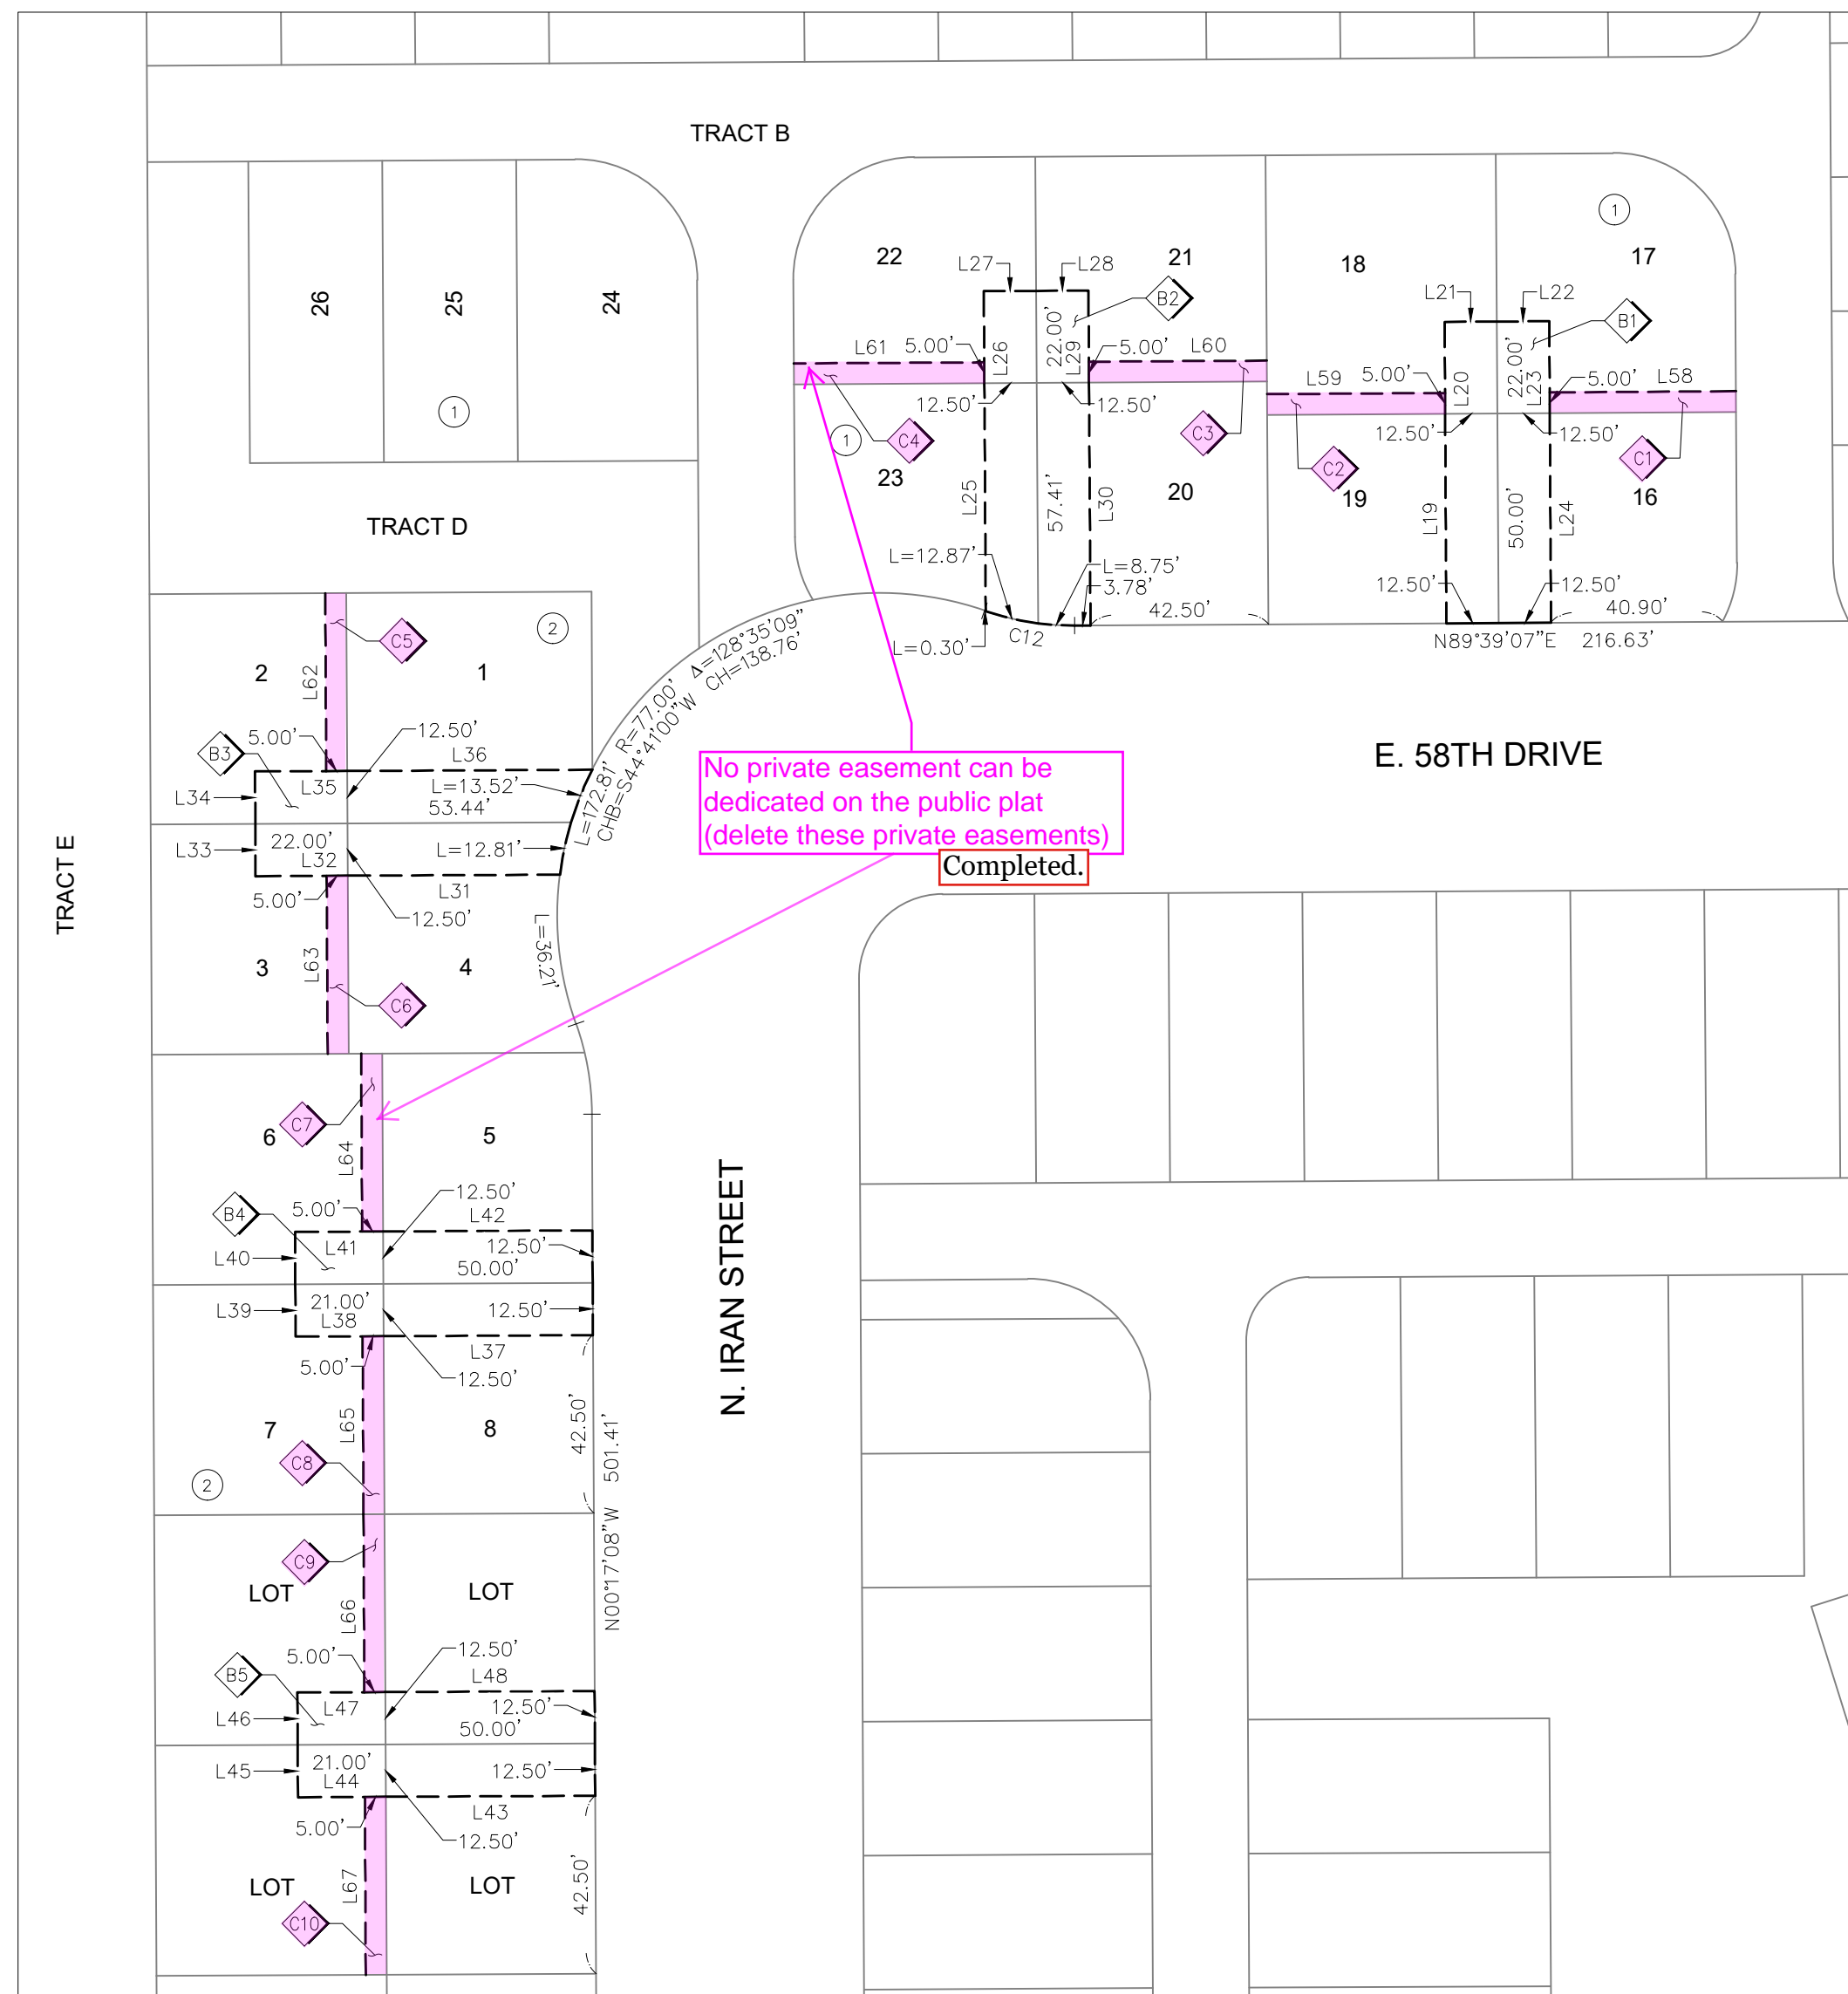 TRACT B
26
25
24
1
TRACT D
22
21
L27
L28
B2
22.00'
L61
5.00'
L26
L29
5.00'
L60
12.50'
12.50'
1
C4
C3
23
20
L25
57.41'
L30
L=12.87'
L=8.75'
3.78'
42.50'
C12
L=0.30'
1
18
17
L21
L22
B1
22.00'
L59
5.00'
L20
L23
5.00'
L58
12.50'
12.50'
C2
C1
19
16
L19
50.00'
L24
12.50'
12.50'
40.90'
N89°39'07"E 216.63'
E. 58TH DRIVE
2
C5
2
1
L62
12.50'
5.00'
B3
L36
L35
L=13.52'
L34
53.44'
L33
22.00'
L32
L=12.81'
5.00'
L31
12.50'
L=172.81' R=77.00' Δ=128°35'09"
CHB=S44°41'00"W CH=138.76'
L=36.21'
No private easement can be
dedicated on the public plat
(delete these private easements)
Completed.
TRACT E
3
L63
4
C6
C7
6
5
L64
12.50'
B4
5.00'
L42
L41
12.50'
L40
50.00'
L39
21.00'
L38
12.50'
L37
5.00'
12.50'
7
L65
8
42.50'
C8
2
N00°17'08"W 501.41'
N. IRAN STREET
C9
LOT
LOT
L66
12.50'
5.00'
B5
L48
L47
12.50'
L46
50.00'
L45
21.00'
L44
12.50'
L43
5.00'
12.50'
LOT
L67
LOT
42.50'
C10